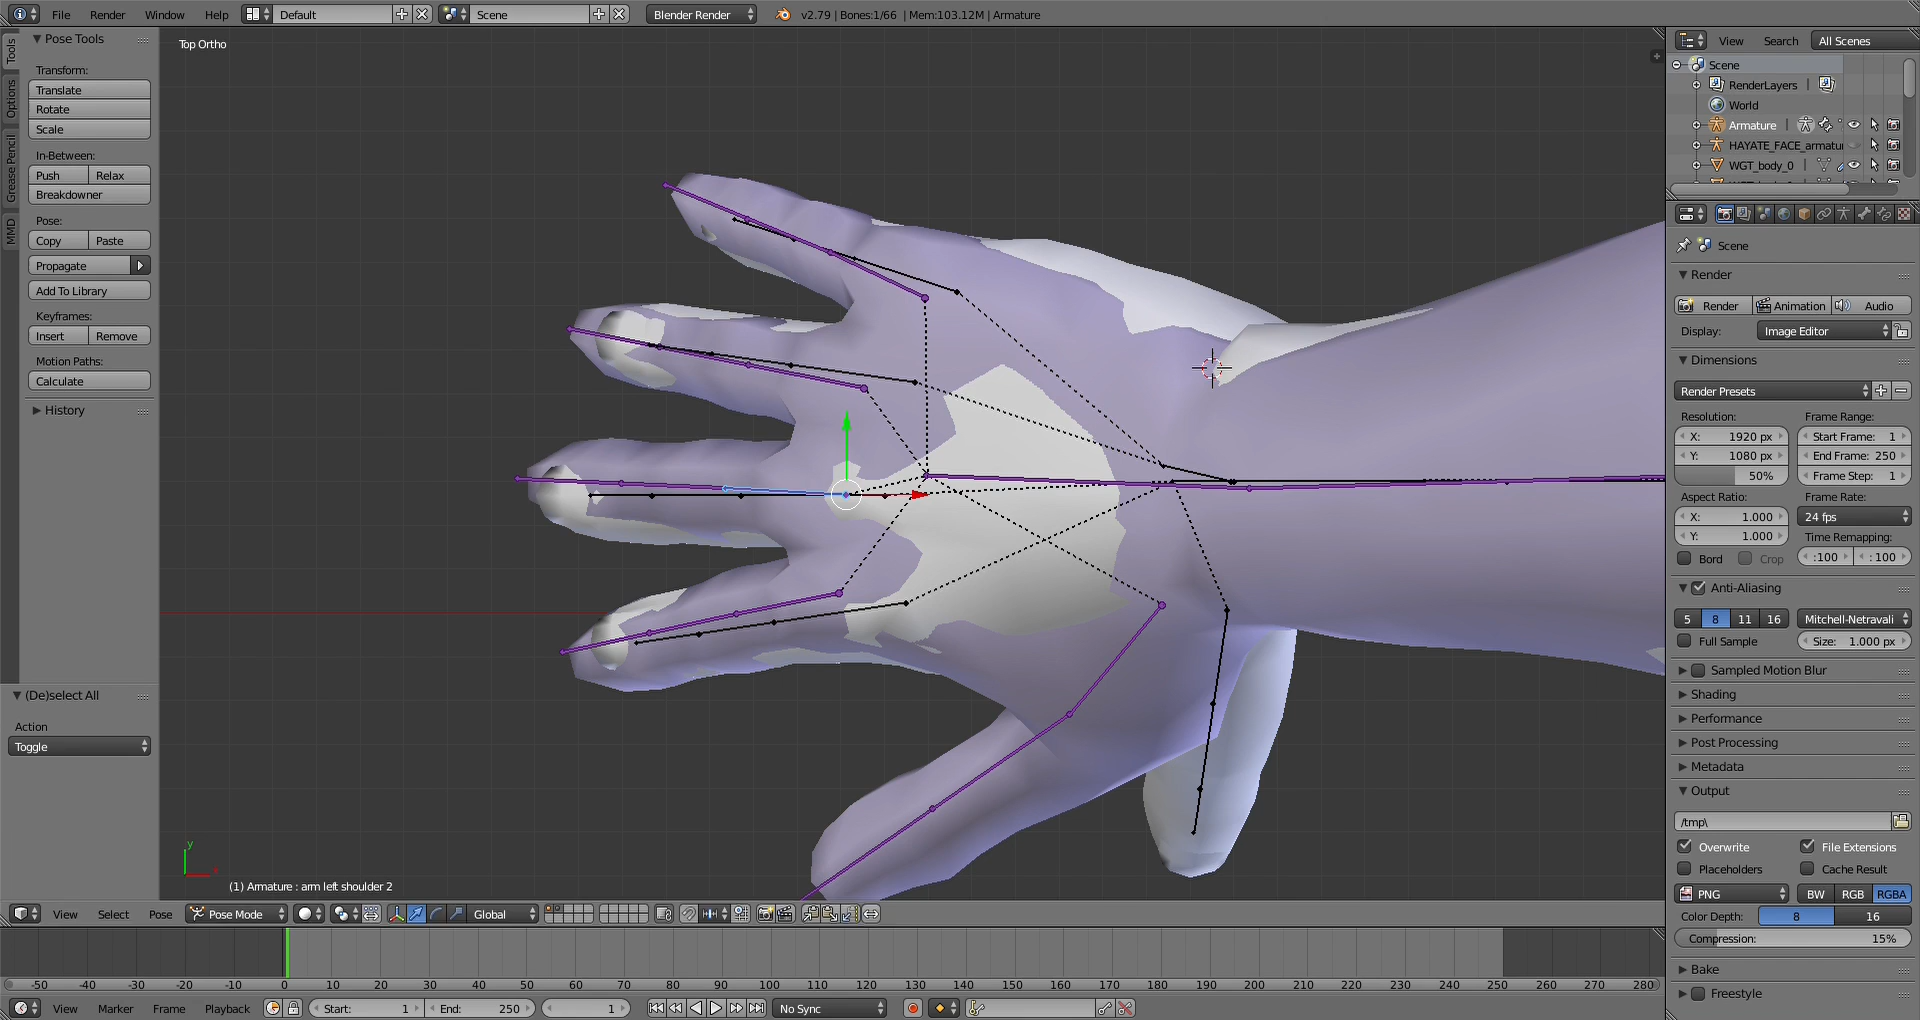 File Render Window Help Default Scene Blender Render v2.79 | Bones:1/66 | Mem:103.12M | Armature
Tools
Options
Grease Pencil
MMD
Pose Tools
Transform:
Translate
Rotate
Scale
In-Between:
Push Relax
Breakdowner
Pose:
Copy Paste
Propagate
Add To Library
Keyframes:
Insert Remove
Motion Paths:
Calculate
History
(De)select All
Action
Toggle
Top Ortho
y
x
(1) Armature : arm left shoulder 2
View Select Pose Pose Mode Global
-50 -40 -30 -20 -10 0 10 20 30 40 50 60 70 80 90 100 110 120 130 140 150 160 170 180 190 200 210 220 230 240 250 260 270 280
View Marker Frame Playback Start: 1 End: 250 1 No Sync
View Search All Scenes
Scene
RenderLayers
World
Armature
HAYATE_FACE_armatur
WGT_body_0
Scene
Render
Render Animation Audio
Display: Image Editor
Dimensions
Render Presets
Resolution: Frame Range:
X: 1920 px Start Frame: 1
Y: 1080 px End Frame: 250
50% Frame Step: 1
Aspect Ratio: Frame Rate:
X: 1.000 24 fps
Y: 1.000 Time Remapping:
Bord Crop :100 : 100
Anti-Aliasing
5 8 11 16 Mitchell-Netravali
Full Sample Size: 1.000 px
Sampled Motion Blur
Shading
Performance
Post Processing
Metadata
Output
/tmp\
Overwrite File Extensions
Placeholders Cache Result
PNG BW RGB RGBA
Color Depth: 8 16
Compression: 15%
Bake
Freestyle